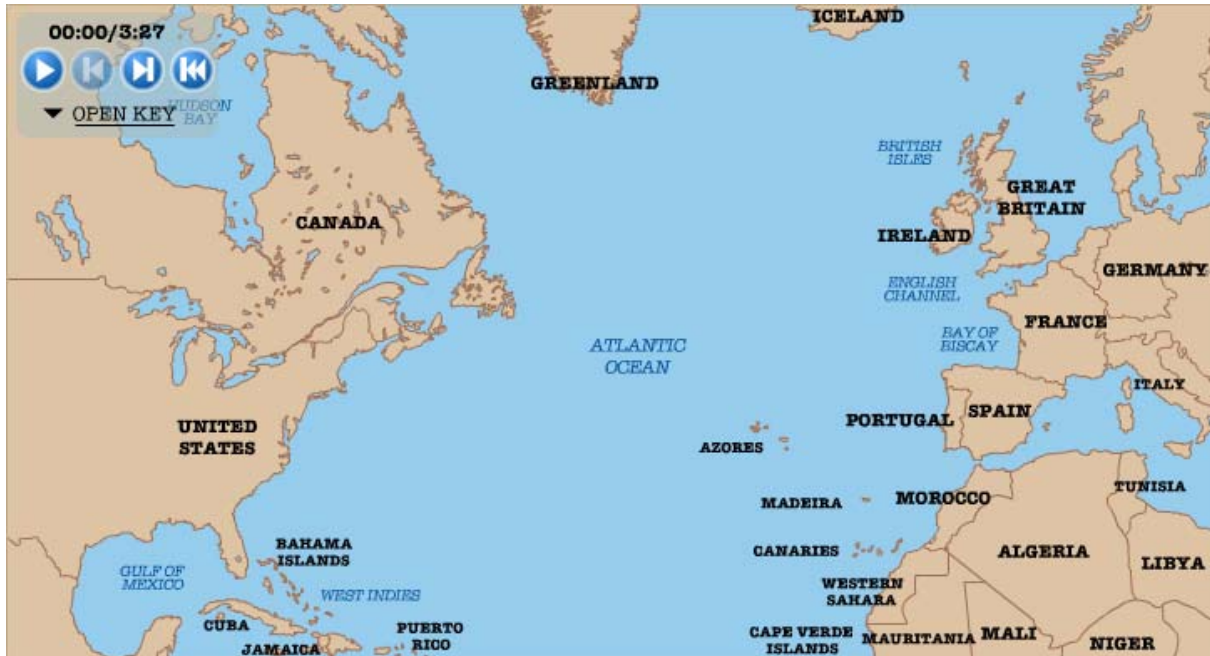 00:00/3:27
OPEN KEY
HUDSON
BAY
ICELAND
GREENLAND
BRITISH
ISLES
GREAT
BRITAIN
CANADA
IRELAND
GERMANY
ENGLISH
CHANNEL
FRANCE
BAY OF
BISCAY
ATLANTIC
OCEAN
ITALY
UNITED
STATES
PORTUGAL
SPAIN
AZORES
TUNISIA
MADEIRA
MOROCCO
BAHAMA
ISLANDS
CANARIES
ALGERIA
LIBYA
GULF OF
MEXICO
WEST INDIES
WESTERN
SAHARA
CUBA
JAMAICA
PUERTO
RICO
CAPE VERDE
ISLANDS
MAURITANIA
MALI
NIGER